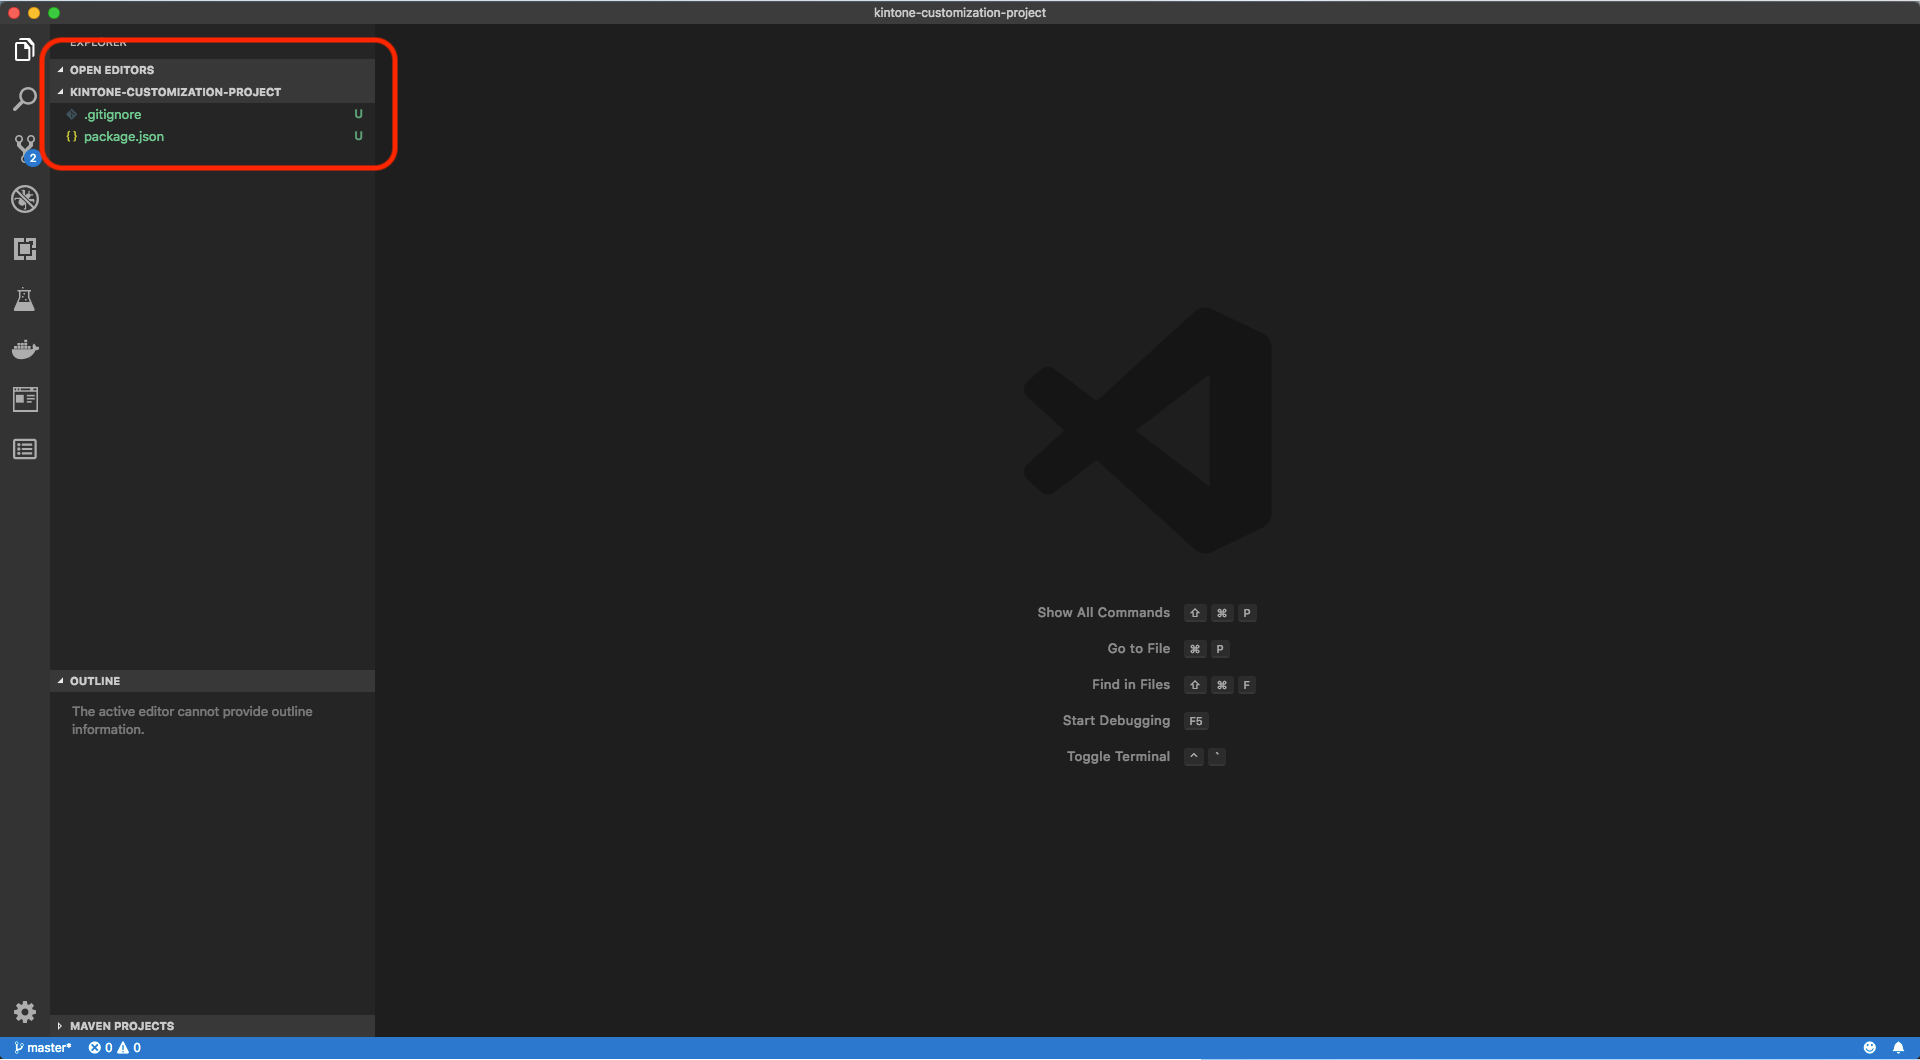 kintone-customization-project
EXPLORER
OPEN EDITORS
KINTONE-CUSTOMIZATION-PROJECT
.gitignore U
{} package.json U
2
Show All Commands ⇧ ⌘ P
Go to File ⌘ P
Find in Files ⇧ ⌘ F
Start Debugging F5
Toggle Terminal ^ `
OUTLINE
The active editor cannot provide outline
information.
MAVEN PROJECTS
master* 0 0